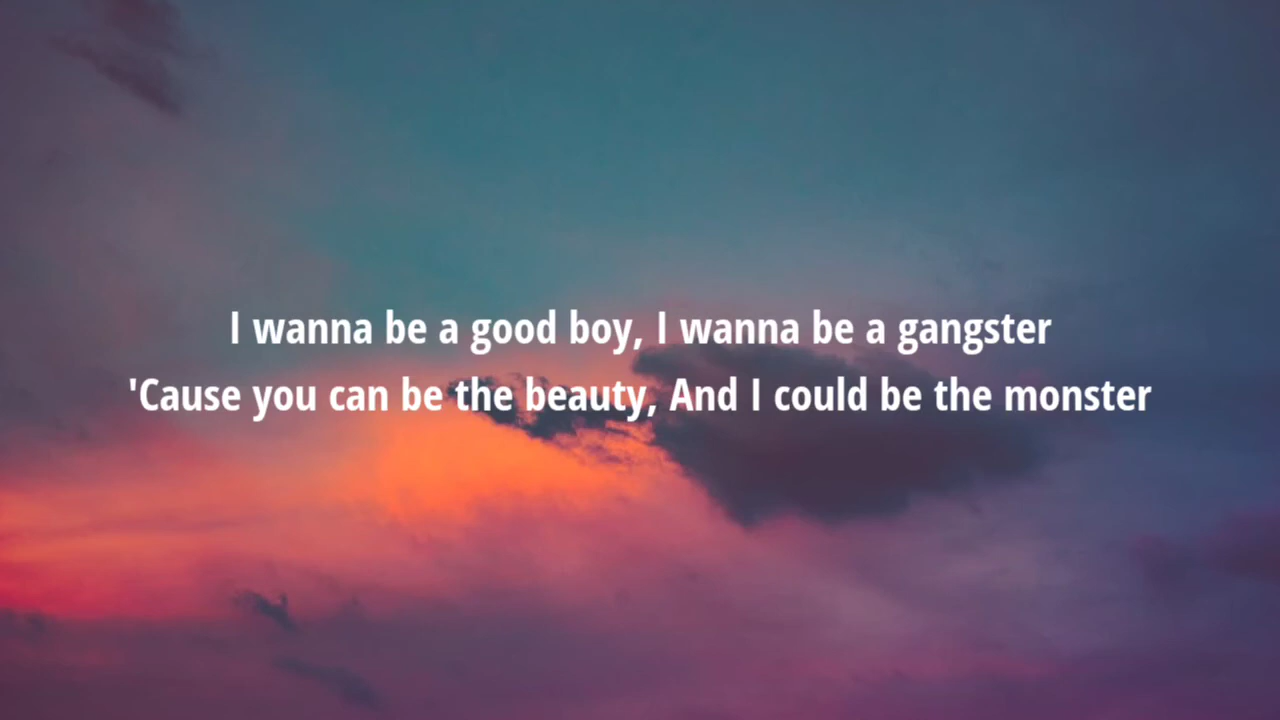 I wanna be a good boy, I wanna be a gangster
'Cause you can be the beauty, And I could be the monster